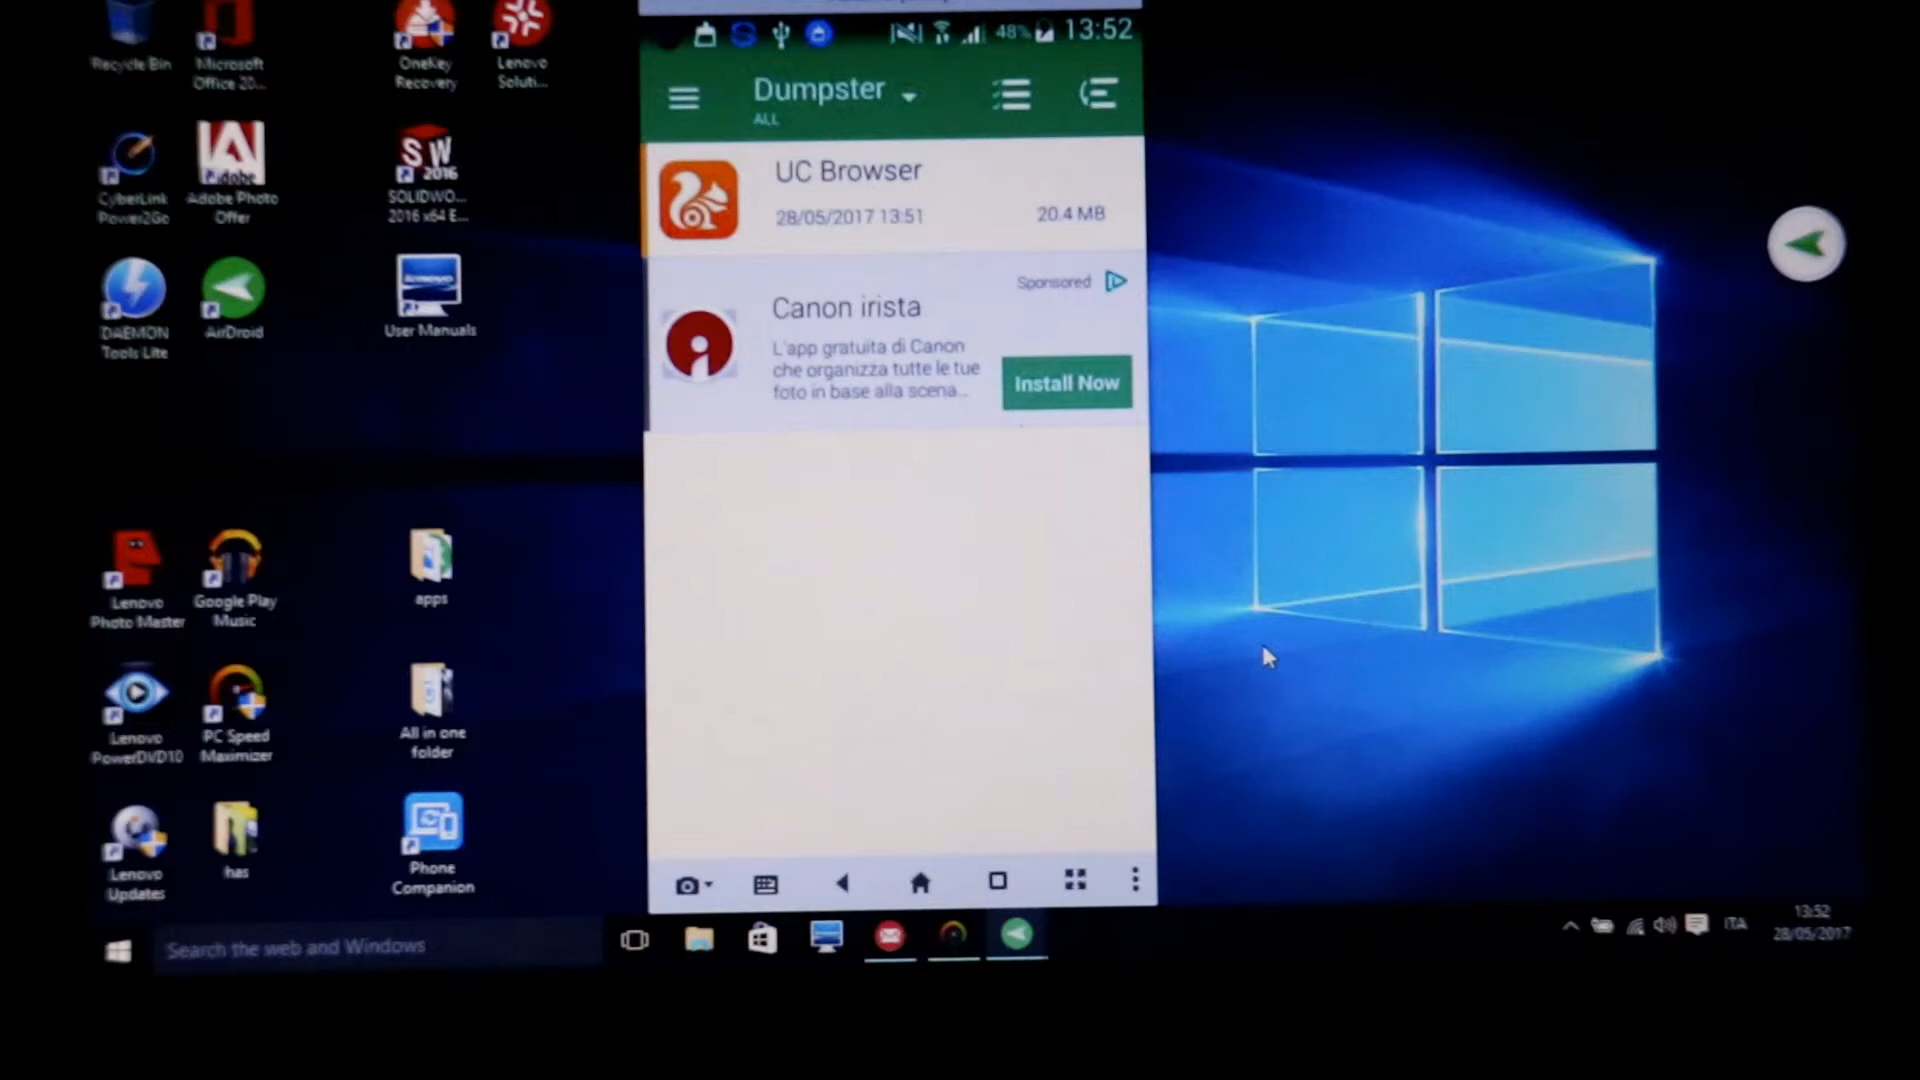 Recycle Bin
Microsoft
Office 20...
OneKey
Recovery
Lenovo
Soluti...
CyberLink
Power2Go
Adobe
Adobe Photo
Offer
SW
2016
SOLIDWO...
2016 x64 E...
DAEMON
Tools Lite
AirDroid
User Manuals
Lenovo
Photo Master
Google Play
Music
apps
Lenovo
PowerDVD10
PC Speed
Maximizer
All in one
folder
Lenovo
Updates
has
Phone
Companion
48%
13:52
Dumpster
ALL
UC Browser
28/05/2017 13:51
20.4 MB
Sponsored
Canon irista
L'app gratuita di Canon
che organizza tutte le tue
foto in base alla scena...
Install Now
Search the web and Windows
ITA
13:52
28/05/2017